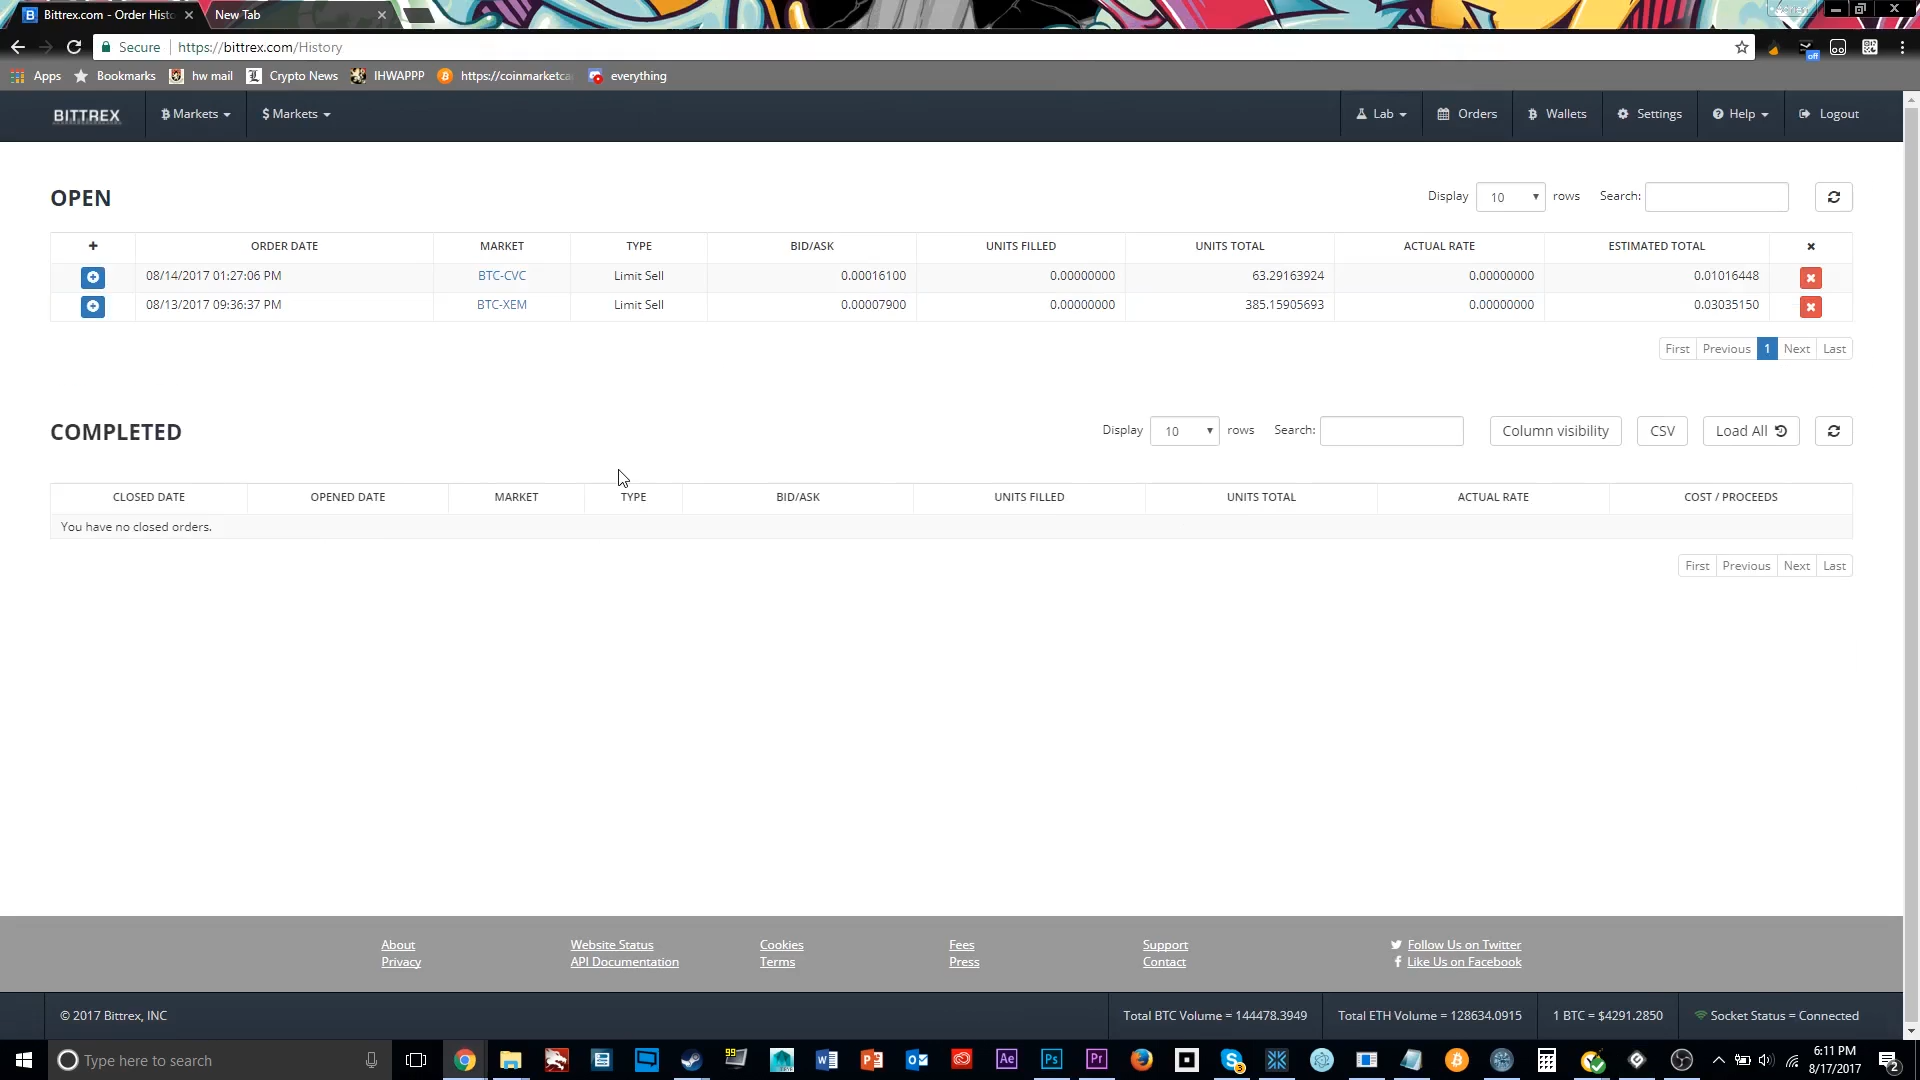 Bittrex.com - Order Histo
New Tab
Secure https://bittrex.com/History
off
Apps Bookmarks hw mail Crypto News IHWAPPP https://coinmarketca everything
BITTREX Markets $ Markets Lab Orders Wallets Settings Help Logout
OPEN
Display 10 rows Search:
+ ORDER DATE MARKET TYPE BID/ASK UNITS FILLED UNITS TOTAL ACTUAL RATE ESTIMATED TOTAL
08/14/2017 01:27:06 PM BTC-CVC Limit Sell 0.00016100 0.00000000 63.29163924 0.00000000 0.01016448
08/13/2017 09:36:37 PM BTC-XEM Limit Sell 0.00007900 0.00000000 385.15905693 0.00000000 0.03035150
First Previous 1 Next Last
COMPLETED
Display 10 rows Search: Column visibility CSV Load All
CLOSED DATE OPENED DATE MARKET TYPE BID/ASK UNITS FILLED UNITS TOTAL ACTUAL RATE COST / PROCEEDS
You have no closed orders.
First Previous Next Last
About Website Status Cookies Fees Support Follow Us on Twitter
Privacy API Documentation Terms Press Contact Like Us on Facebook
© 2017 Bittrex, INC Total BTC Volume = 144478.3949 Total ETH Volume = 128634.0915 1 BTC = $4291.2850 Socket Status = Connected
Type here to search
99
Ae Ps Pr
3
6:11 PM
8/17/2017
2